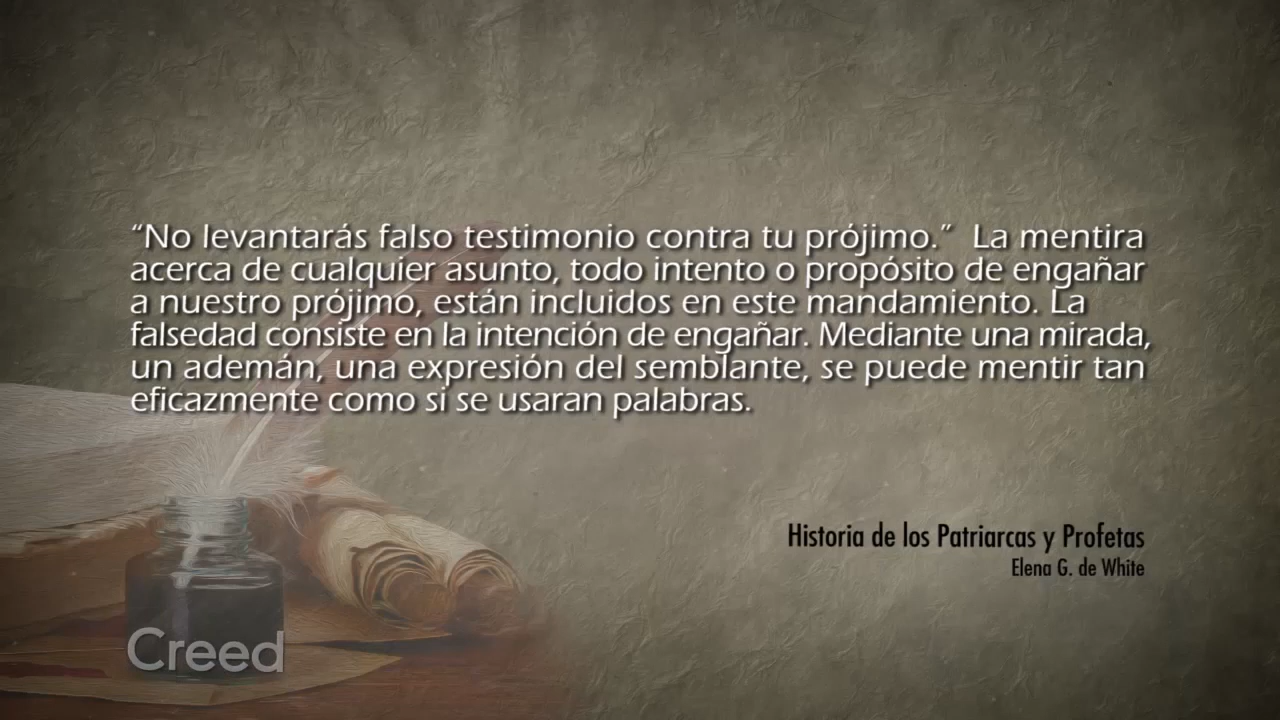 “No levantarás falso testimonio contra tu prójimo.” La mentira
acerca de cualquier asunto, todo intento o propósito de engañar
a nuestro prójimo, están incluidos en este mandamiento. La
falsedad consiste en la intención de engañar. Mediante una mirada,
un ademán, una expresión del semblante, se puede mentir tan
eficazmente como si se usaran palabras.
Historia de los Patriarcas y Profetas
Elena G. de White
Creed